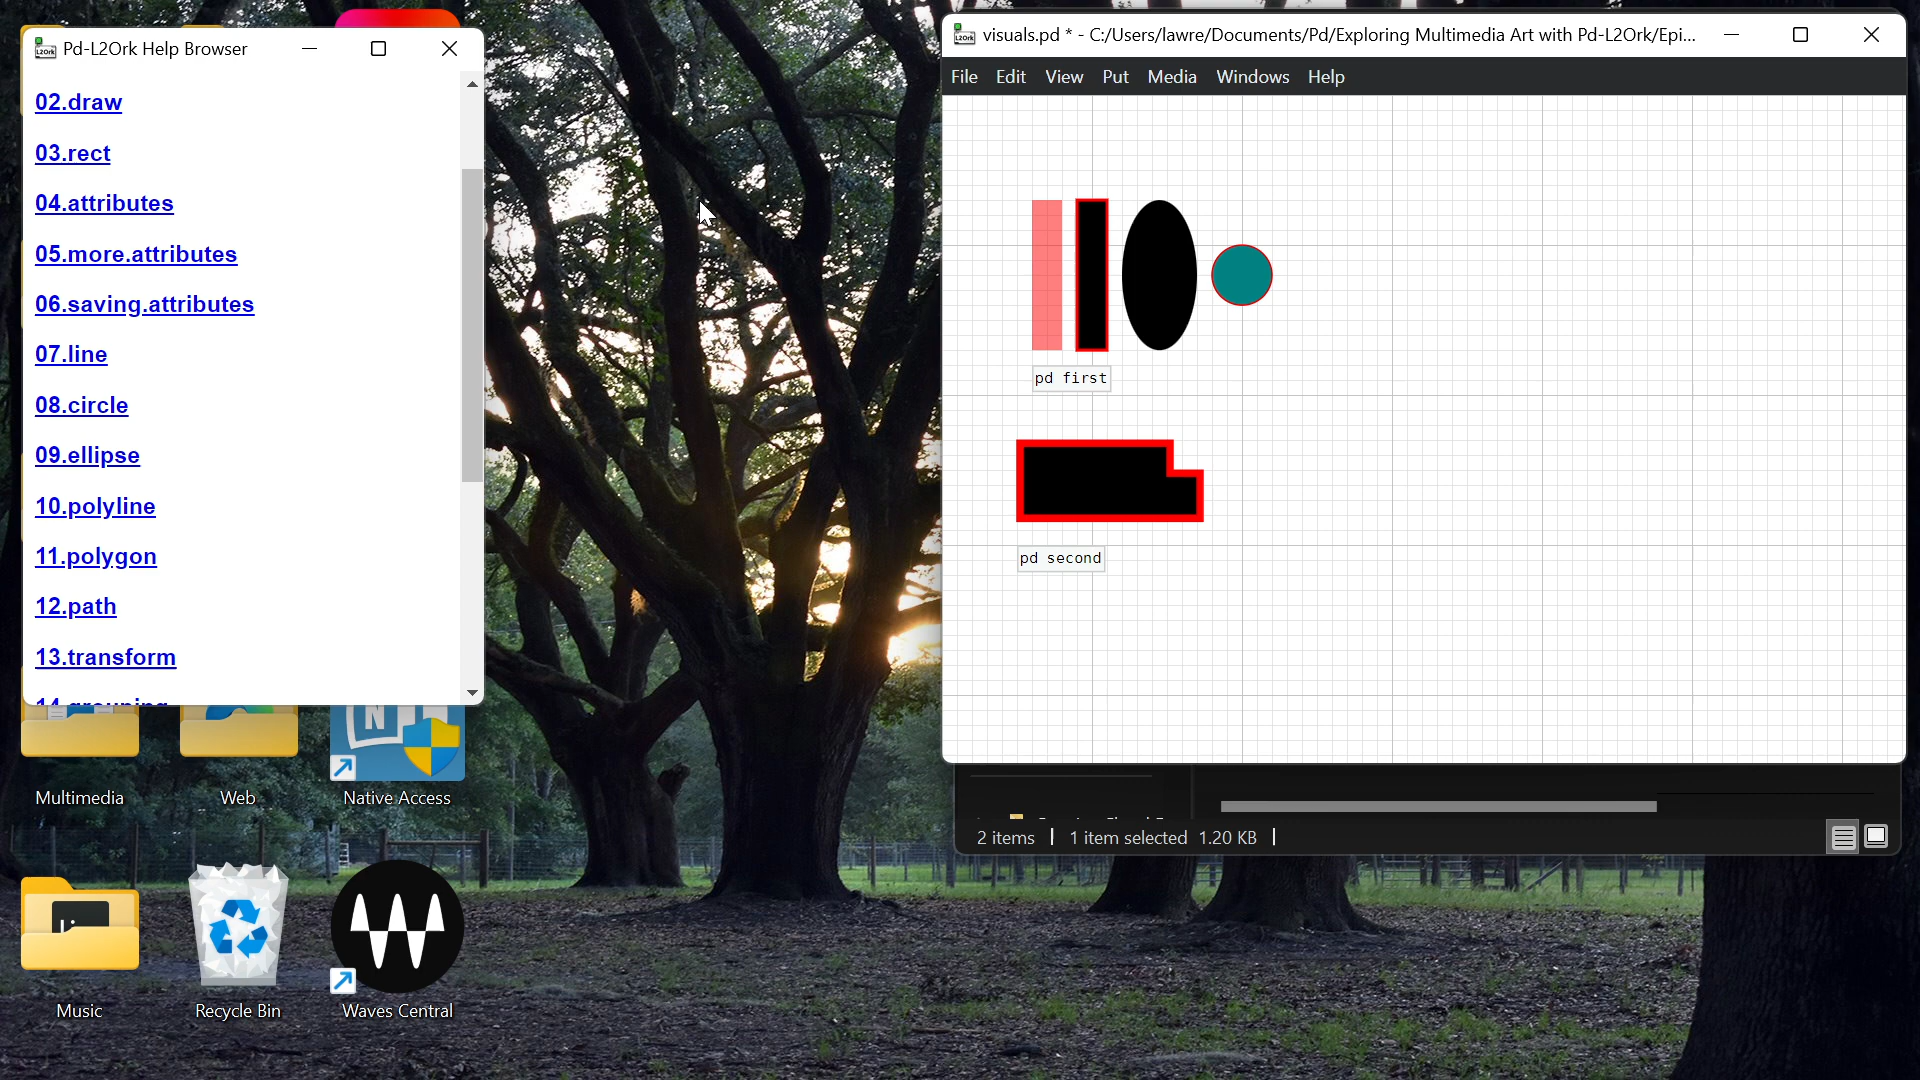 Pd-L2Ork Help Browser
02.draw
03.rect
04.attributes
05.more.attributes
06.saving.attributes
07.line
08.circle
09.ellipse
10.polyline
11.polygon
12.path
13.transform
14.grouping
visuals.pd * - C:/Users/lawre/Documents/Pd/Exploring Multimedia Art with Pd-L2Ork/Epi...
File Edit View Put Media Windows Help
pd first
pd second
2 items | 1 item selected 1.20 KB |
Multimedia
Web
Native Access
Music
Recycle Bin
Waves Central